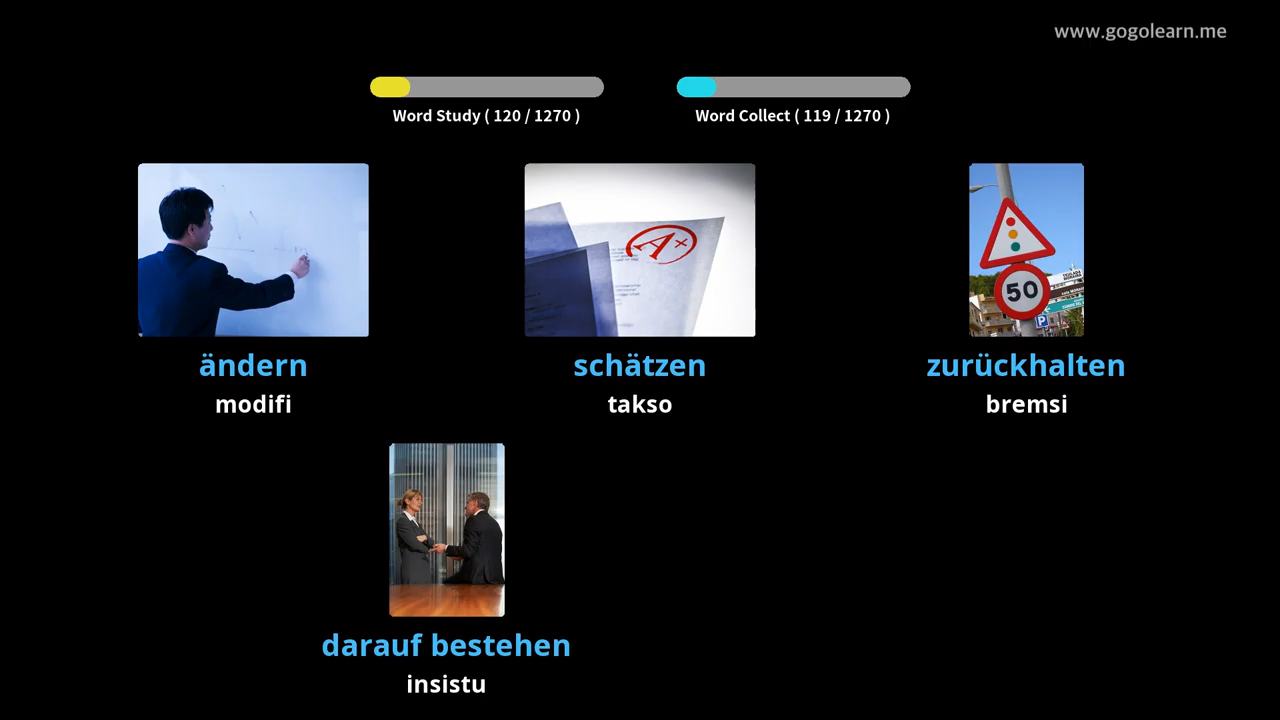 www.gogolearn.me
Word Study ( 120 / 1270 )
Word Collect ( 119 / 1270 )
A+
50
P
ändern
modifi
schätzen
takso
zurückhalten
bremsi
darauf bestehen
insistu